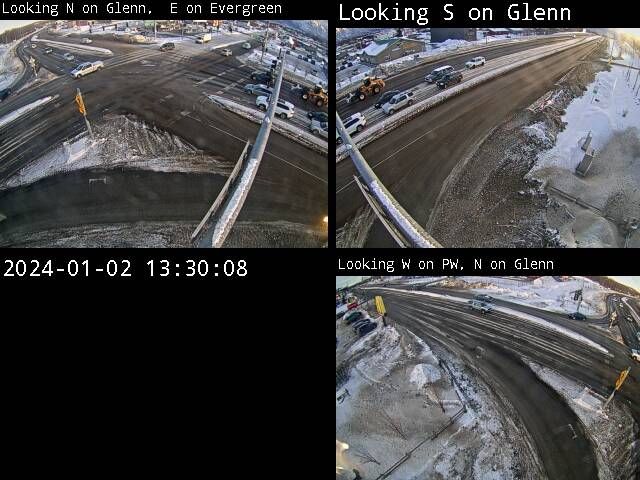 Looking N on Glenn,  E on Evergreen
Looking S on Glenn
2024-01-02 13:30:08
Looking W on PW, N on Glenn